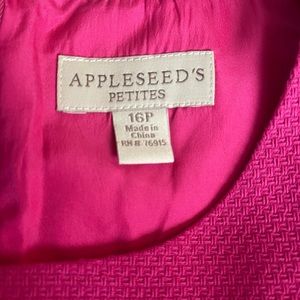 APPLESEED'S
PETITES
16P
Made in
China
RN# 76915